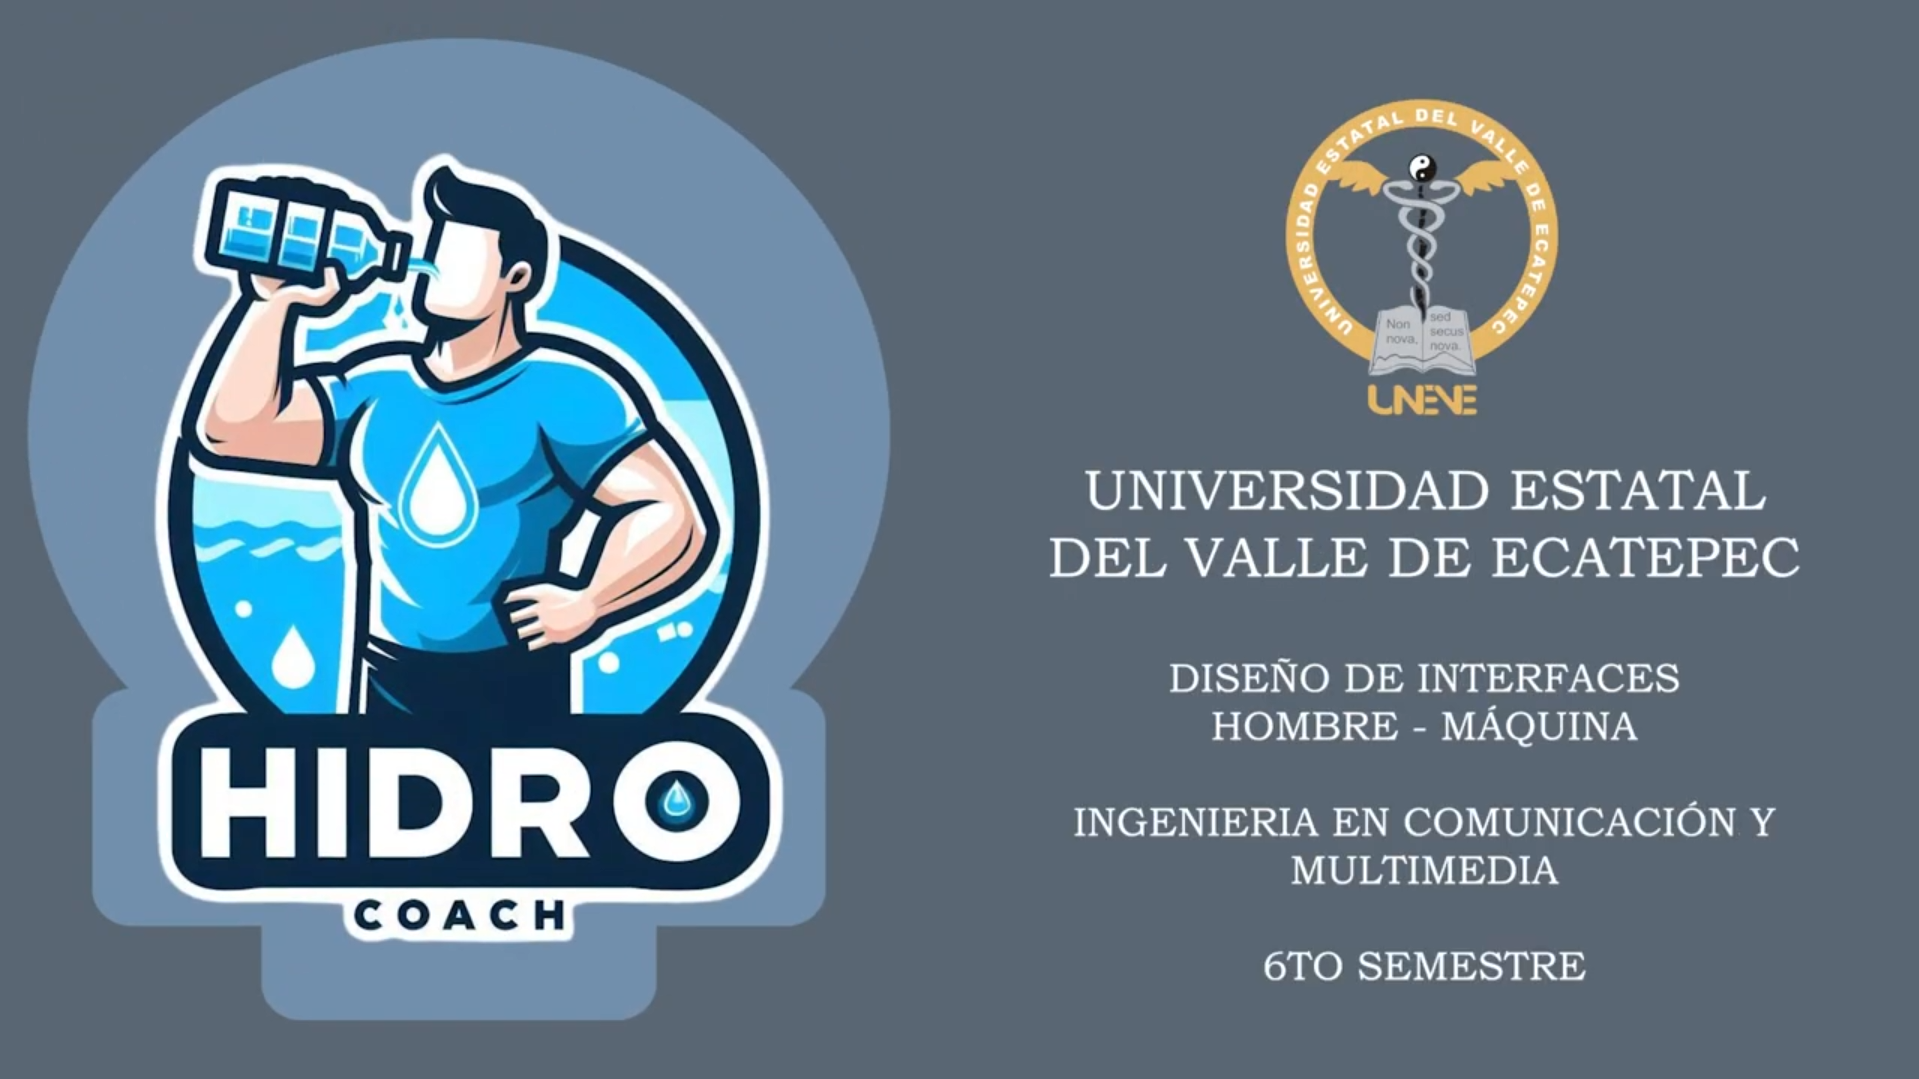 HIDRO
COACH
UNIVERSIDAD ESTATAL DEL VALLE DE ECATEPEC
Non
nova,
sed
secus
nova.
UNEVE
UNIVERSIDAD ESTATAL
DEL VALLE DE ECATEPEC
DISEÑO DE INTERFACES
HOMBRE - MÁQUINA
INGENIERIA EN COMUNICACIÓN Y
MULTIMEDIA
6TO SEMESTRE